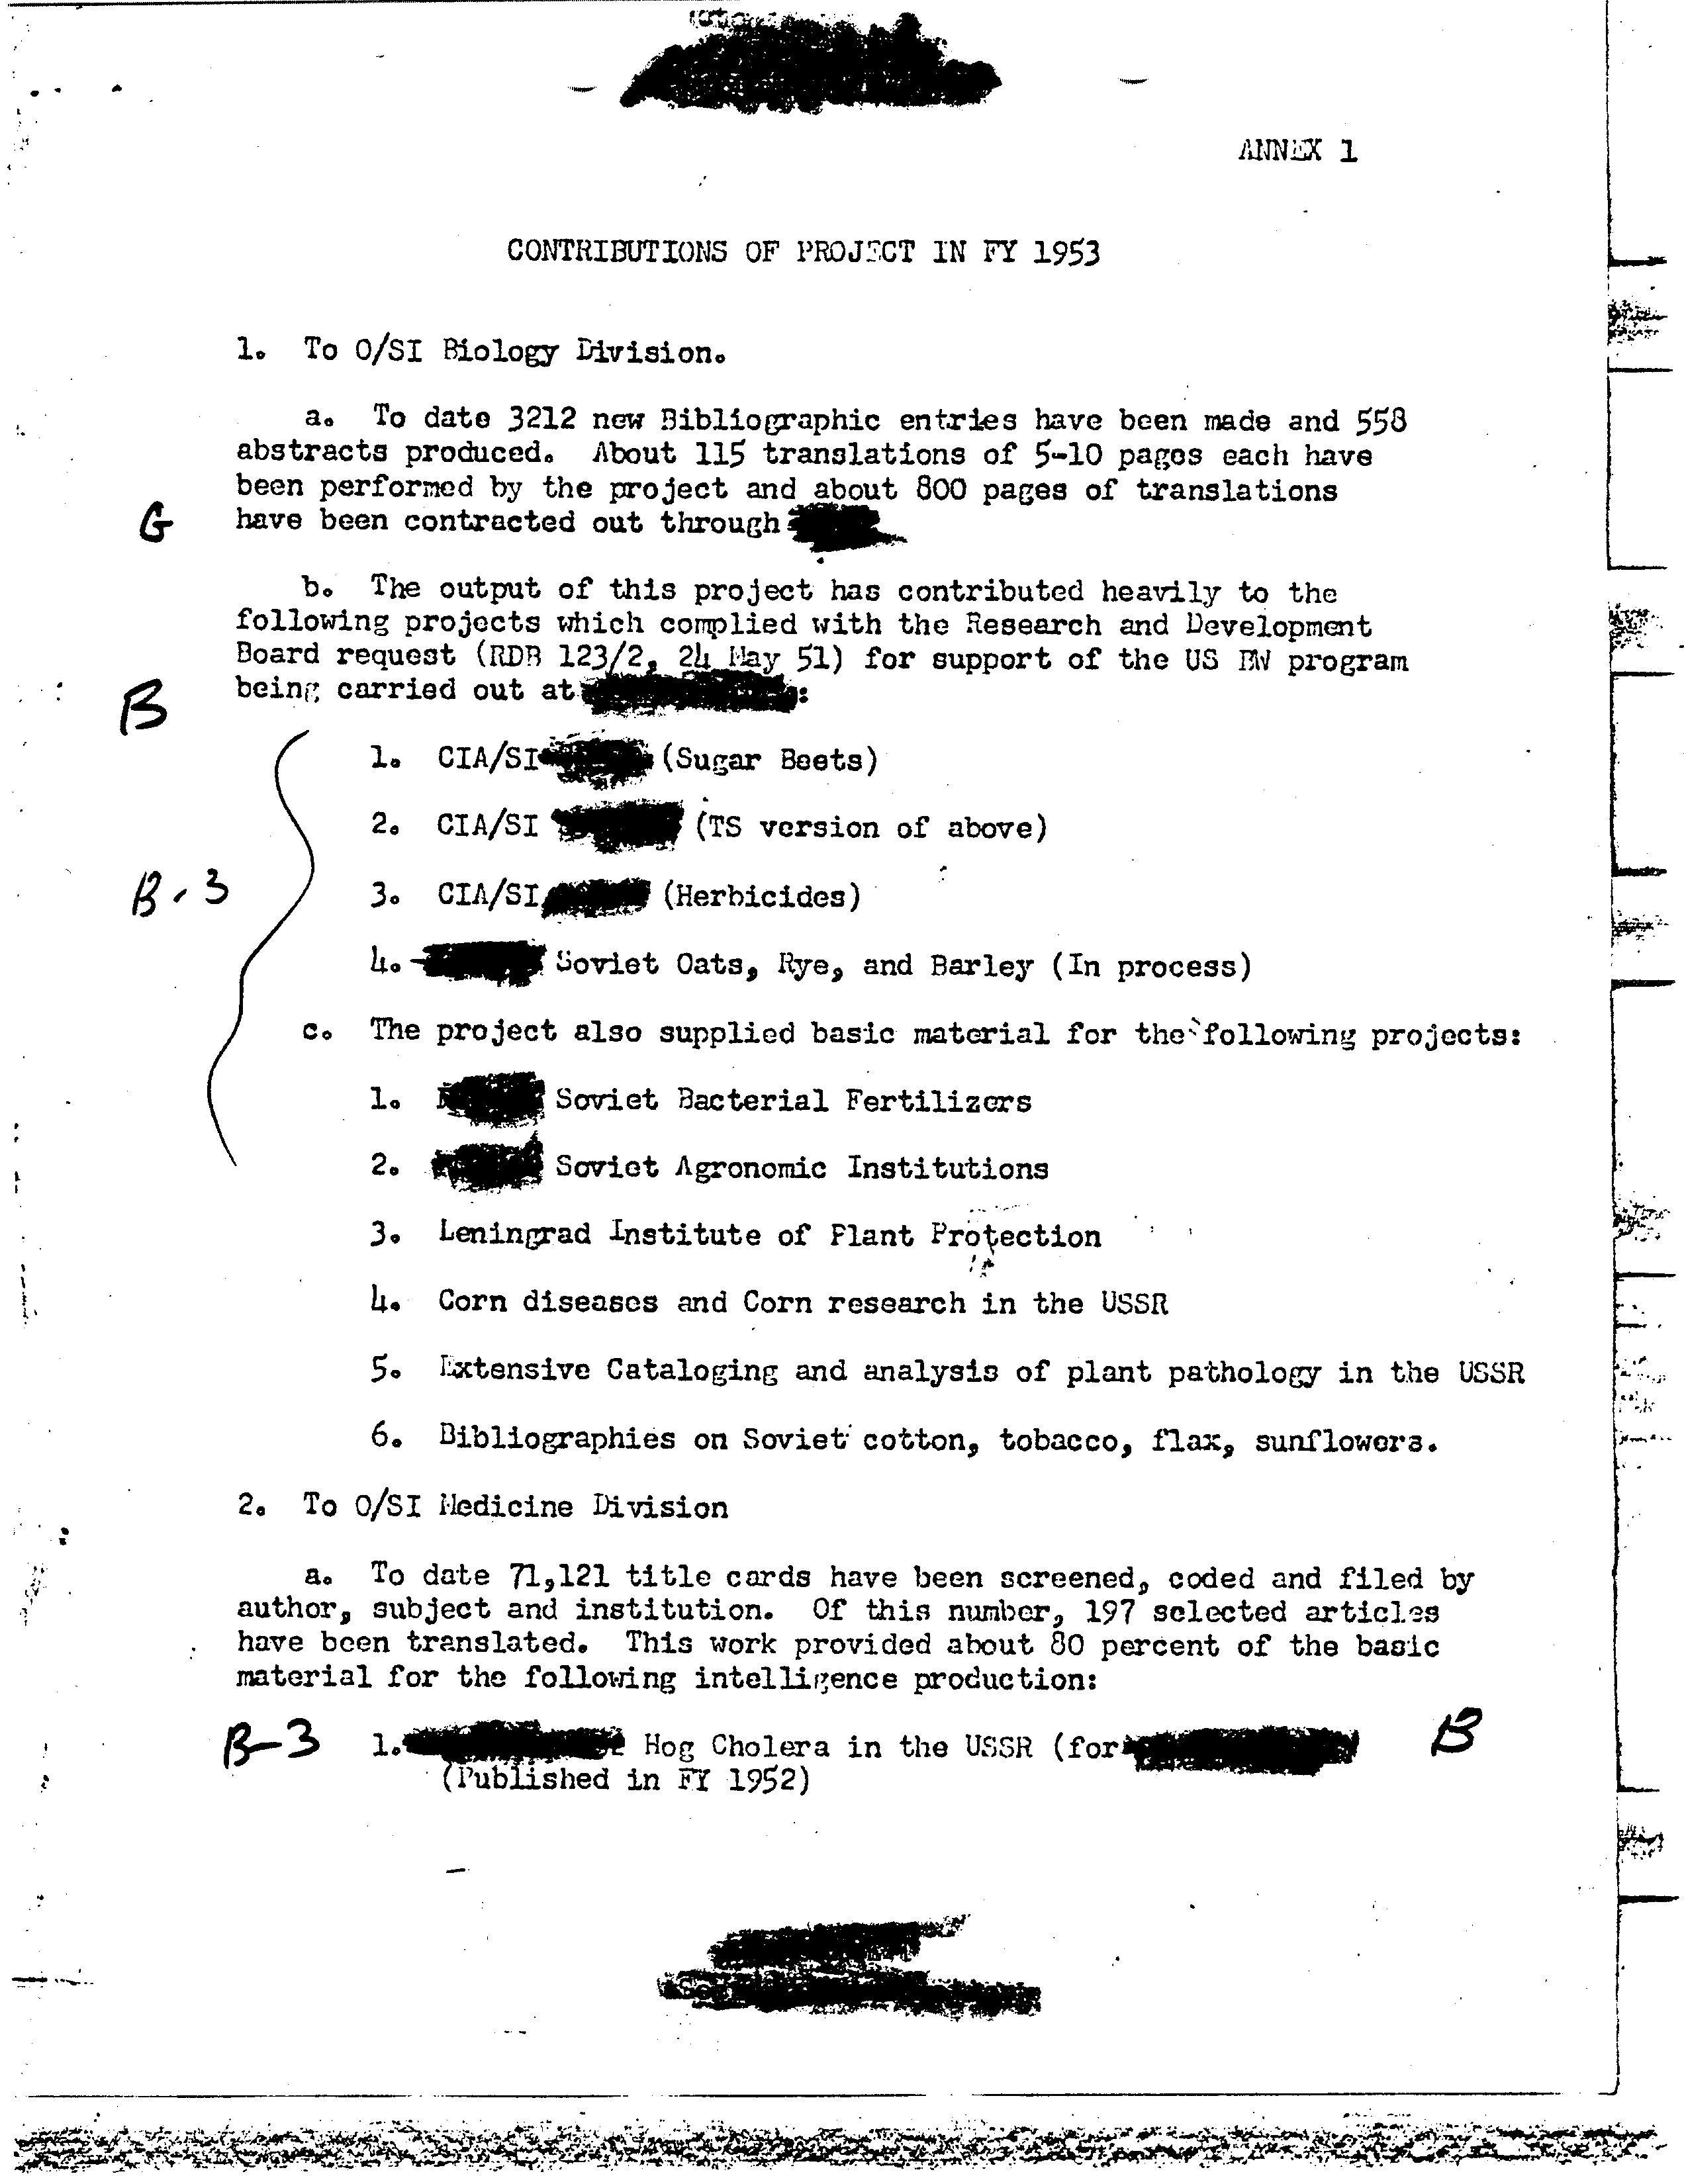 ANNEX 1
CONTRIBUTIONS OF PROJECT IN FY 1953
1. To O/SI Biology Division.
a. To date 3212 new Bibliographic entries have been made and 558
abstracts produced. About 115 translations of 5-10 pages each have
been performed by the project and about 800 pages of translations
G have been contracted out through
b. The output of this project has contributed heavily to the
following projects which complied with the Research and Development
Board request (RDB 123/2, 24 May 51) for support of the US BW program
B being carried out at :
1. CIA/SI (Sugar Beets)
2. CIA/SI (TS version of above)
B-3 3. CIA/SI (Herbicides)
4. Soviet Oats, Rye, and Barley (In process)
c. The project also supplied basic material for the following projects:
1. Soviet Bacterial Fertilizers
2. Soviet Agronomic Institutions
3. Leningrad Institute of Plant Protection
4. Corn diseases and Corn research in the USSR
5. Extensive Cataloging and analysis of plant pathology in the USSR
6. Bibliographies on Soviet cotton, tobacco, flax, sunflowers.
2. To O/SI Medicine Division
a. To date 71,121 title cards have been screened, coded and filed by
author, subject and institution. Of this number, 197 selected articles
have been translated. This work provided about 80 percent of the basic
material for the following intelligence production:
B-3 1. Hog Cholera in the USSR (for B
(Published in FY 1952)